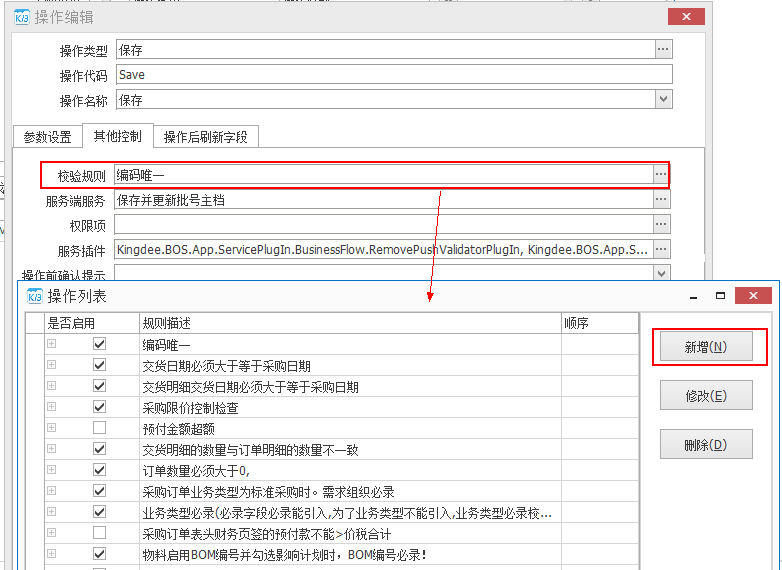 K/3 操作编辑
操作类型 保存 ...
操作代码 Save
操作名称 保存
参数设置 其他控制 操作后刷新字段
校验规则 编码唯一 ...
服务端服务 保存并更新批号主档 ...
权限项 ...
服务插件 Kingdee.BOS.App.ServicePlugIn.BusinessFlow.RemovePushValidatorPlugIn, Kingdee.BOS.App.S... ...
操作前确认提示
K/3 操作列表
是否启用 规则描述 顺序
编码唯一
交货日期必须大于等于采购日期
交货明细交货日期必须大于等于采购日期
采购限价控制检查
预付金额超额
交货明细的数量与订单明细的数量不一致
订单数量必须大于0,
采购订单业务类型为标准采购时。需求组织必录
业务类型必录(必录字段必录能引入,为了业务类型不能引入,业务类型必录校...
采购订单表头财务页签的预付款不能>价税合计
物料启用BOM编号并勾选影响计划时，BOM编号必录!
新增(N)
修改(E)
删除(D)